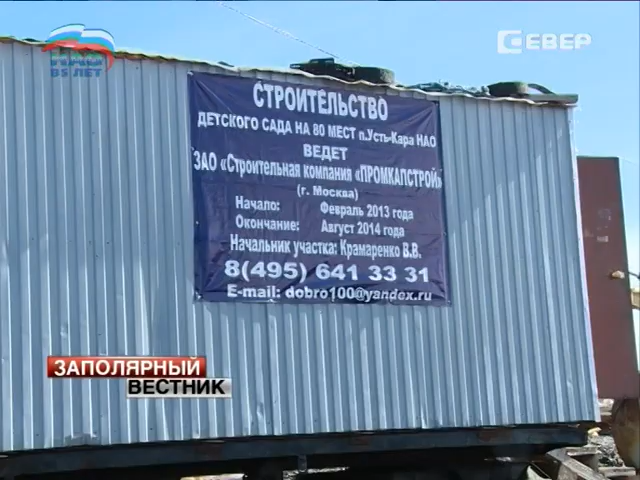 НАО
85 ЛЕТ
СЕВЕР
СТРОИТЕЛЬСТВО
ДЕТСКОГО САДА НА 80 МЕСТ п.Усть-Кара НАО
ВЕДЕТ
ЗАО «Строительная компания «ПРОМКАПСТРОЙ»
(г. Москва)
Начало: Февраль 2013 года
Окончание: Август 2014 года
Начальник участка: Крамаренко В.В.
8(495) 641 33 31
E-mail: dobro100@yandex.ru
ЗАПОЛЯРНЫЙ
ВЕСТНИК